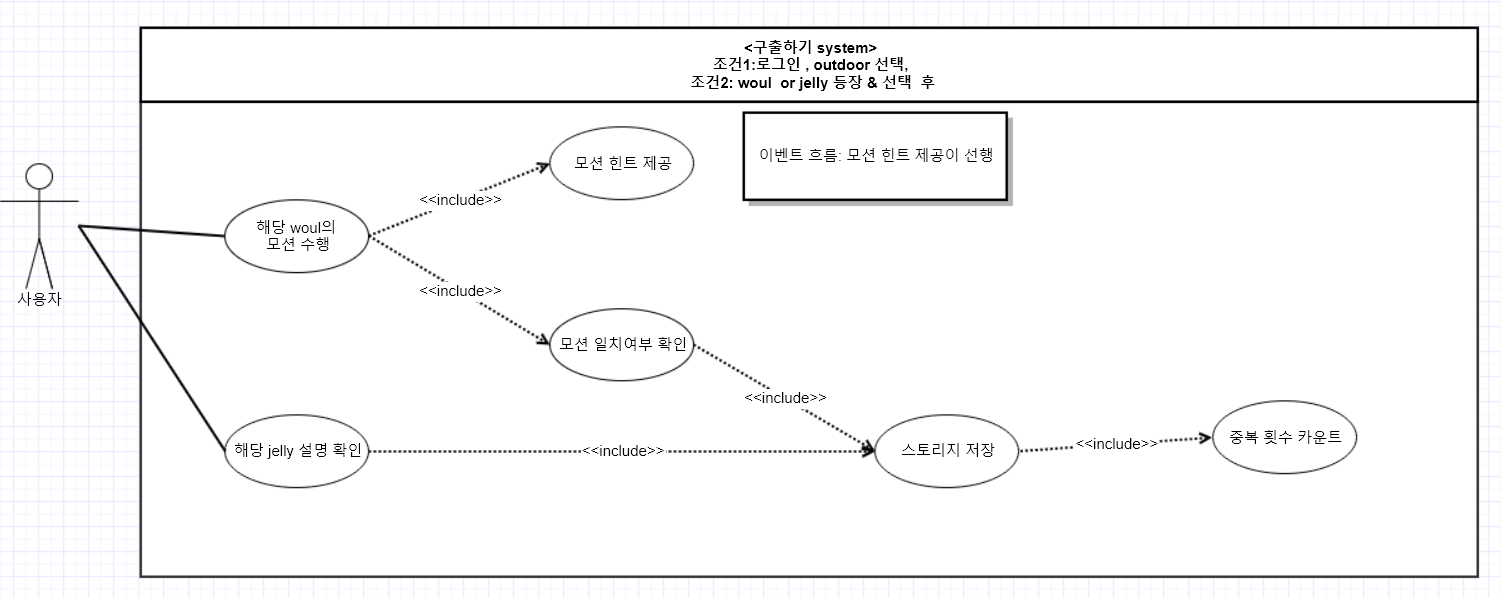 <구출하기 system>
조건1:로그인 , outdoor 선택,
조건2: woul or jelly 등장 & 선택 후
모션 힌트 제공
이벤트 흐름: 모션 힌트 제공이 선행
<<include>>
해당 woul의
모션 수행
사용자
<<include>>
모션 일치여부 확인
<<include>>
해당 jelly 설명 확인
<<include>>
스토리지 저장
<<include>>
중복 횟수 카운트